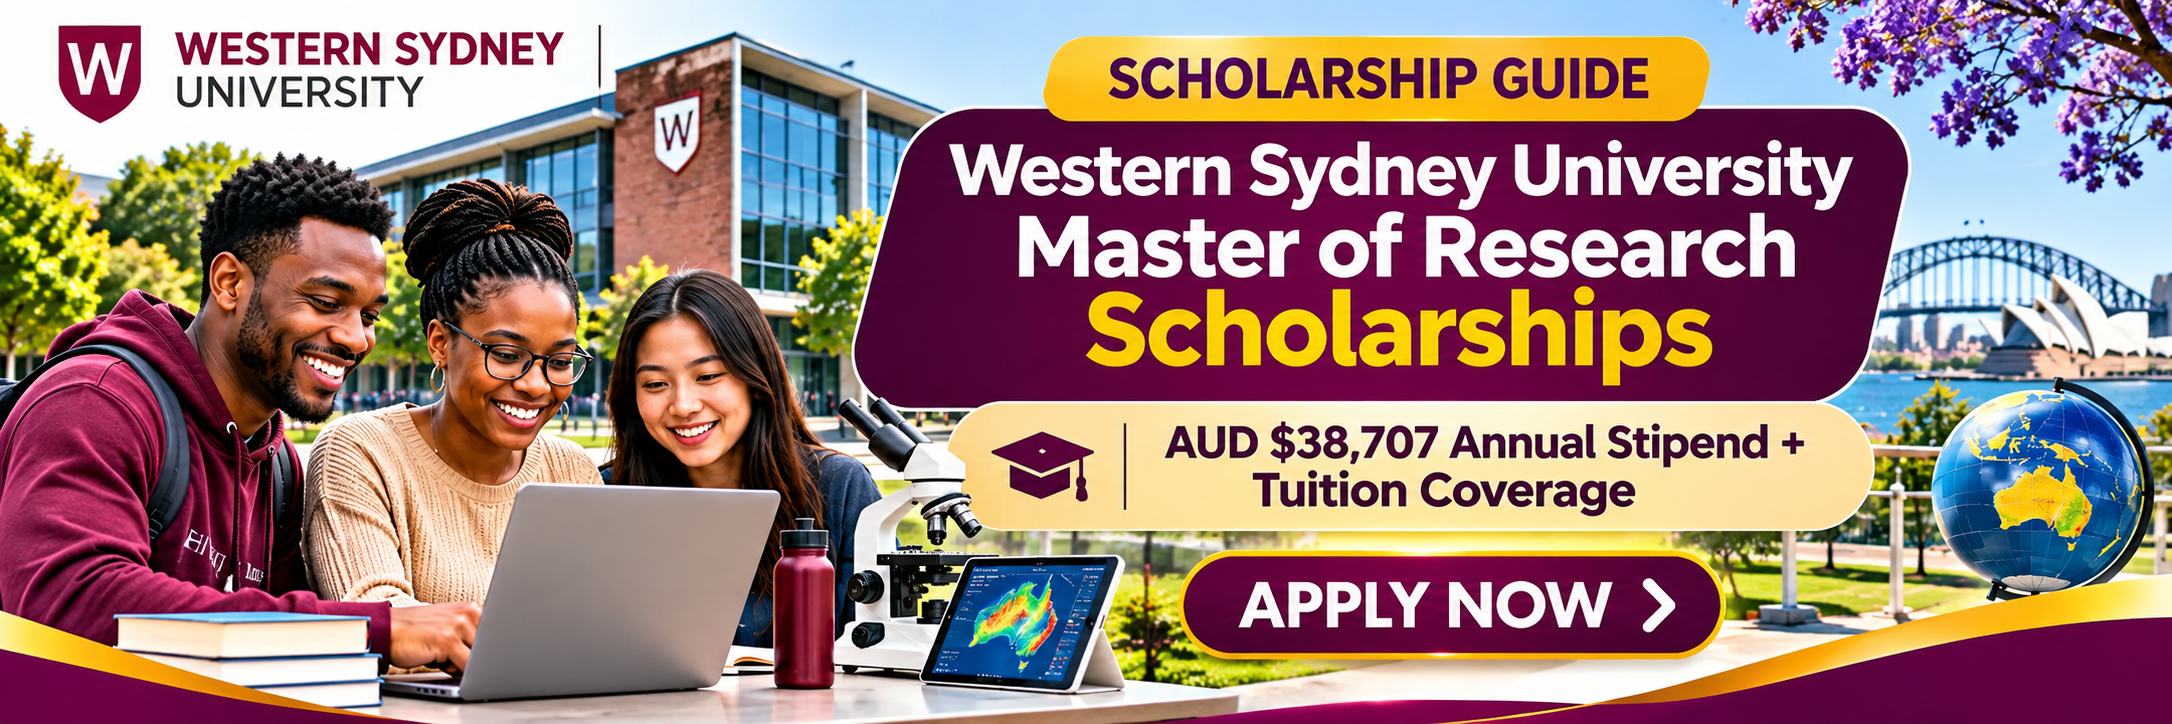 W
WESTERN SYDNEY
UNIVERSITY
W
SCHOLARSHIP GUIDE
Western Sydney University
Master of Research
Scholarships
AUD $38,707 Annual Stipend +
Tuition Coverage
APPLY NOW